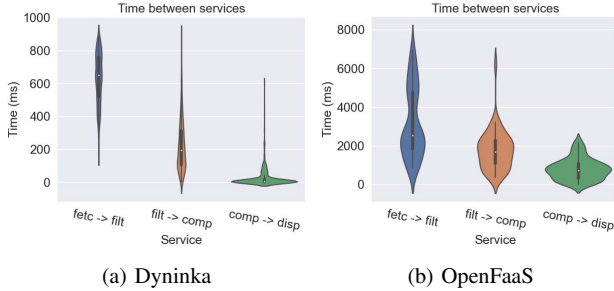 Time between services
1000
800
600
400
200
0
Time (ms)
fetc -> filt
filt -> comp
comp -> disp
Service
(a) Dyninka
Time between services
8000
6000
4000
2000
0
Time (ms)
fetc -> filt
filt -> comp
comp -> disp
Service
(b) OpenFaaS